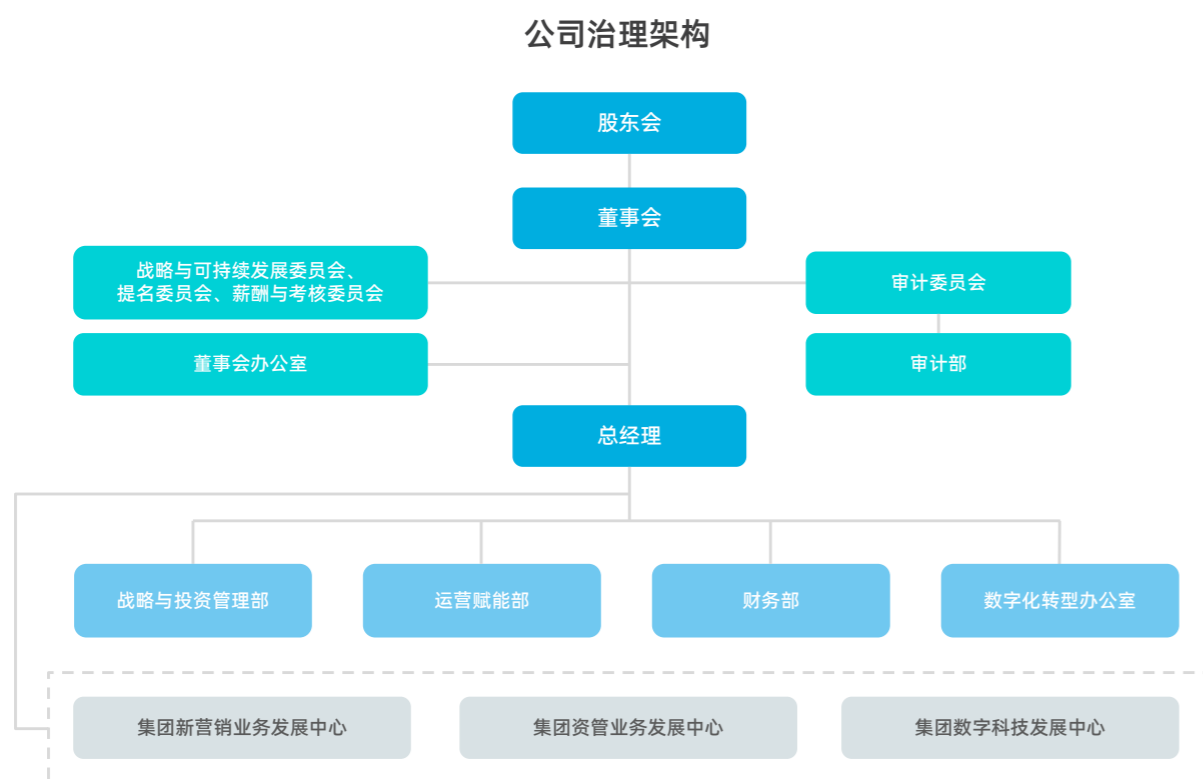 公司治理架构
股东会
董事会
战略与可持续发展委员会、
提名委员会、薪酬与考核委员会
审计委员会
董事会办公室
审计部
总经理
战略与投资管理部
运营赋能部
财务部
数字化转型办公室
集团新营销业务发展中心
集团资管业务发展中心
集团数字科技发展中心